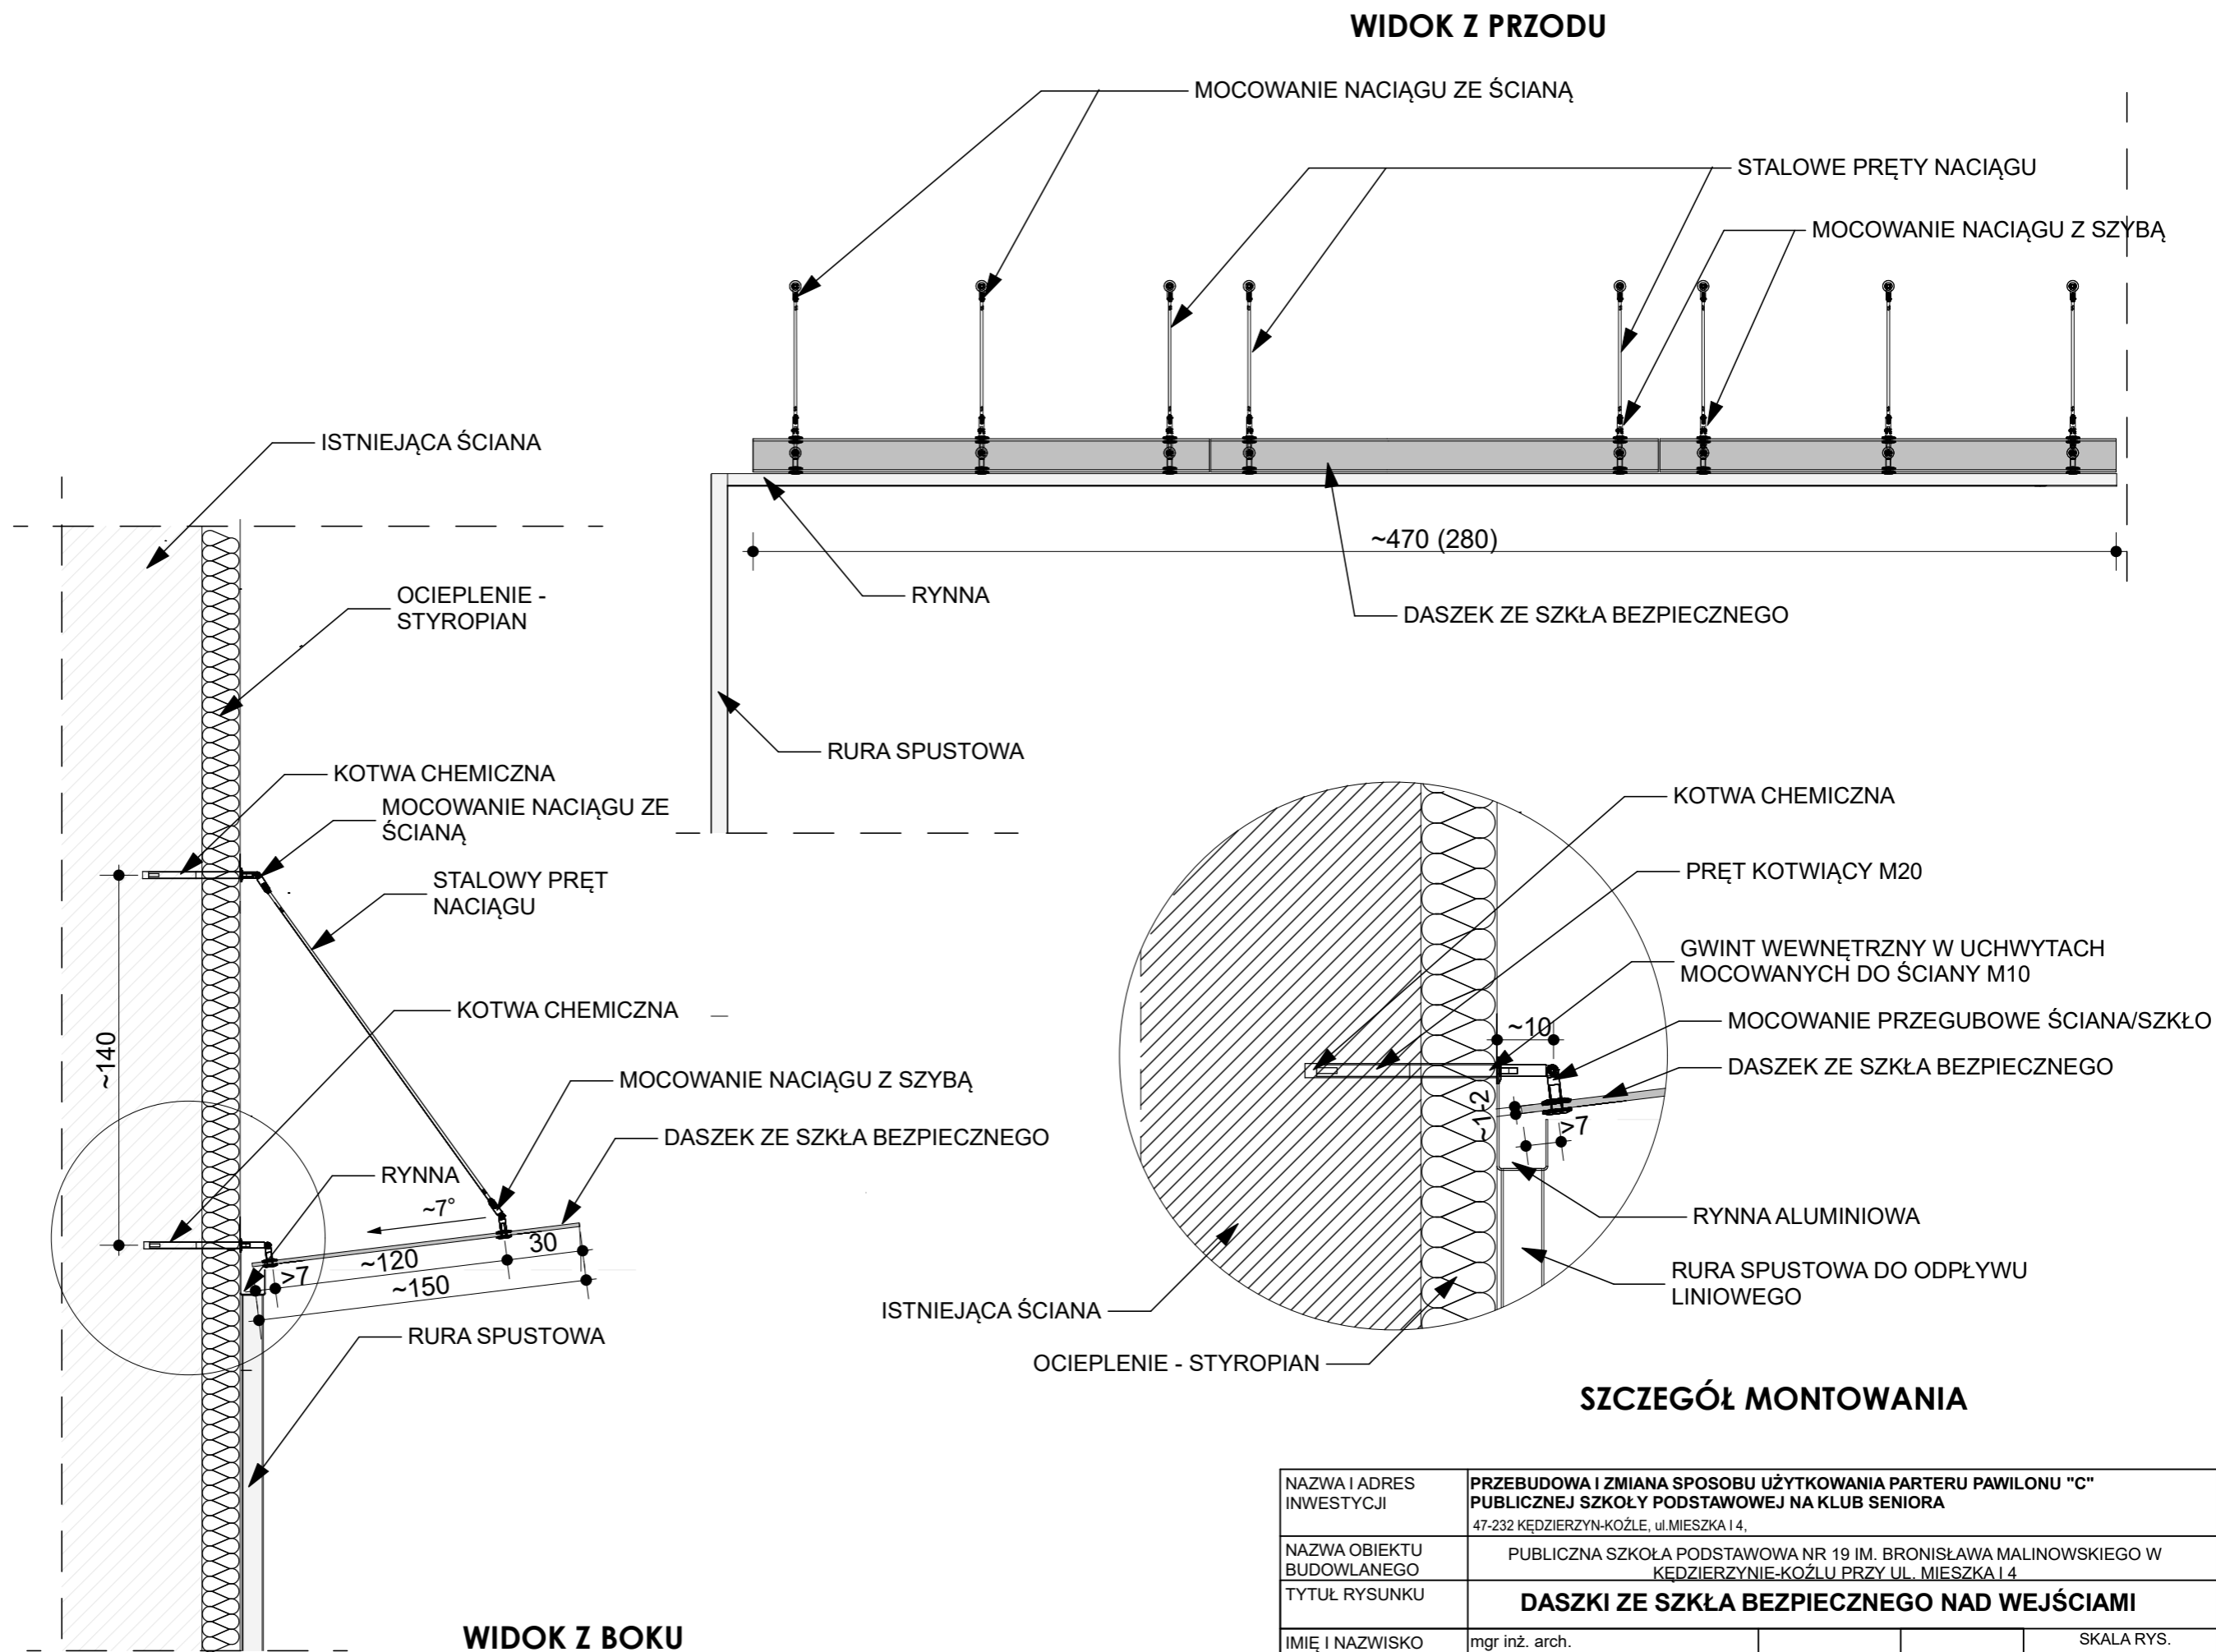 WIDOK Z PRZODU
MOCOWANIE NACIĄGU ZE ŚCIANĄ
STALOWE PRĘTY NACIĄGU
MOCOWANIE NACIĄGU Z SZYBĄ
~470 (280)
RYNNA
DASZEK ZE SZKŁA BEZPIECZNEGO
RURA SPUSTOWA
ISTNIEJĄCA ŚCIANA
OCIEPLENIE -
STYROPIAN
KOTWA CHEMICZNA
MOCOWANIE NACIĄGU ZE
ŚCIANĄ
STALOWY PRĘT
NACIĄGU
KOTWA CHEMICZNA
~140
MOCOWANIE NACIĄGU Z SZYBĄ
DASZEK ZE SZKŁA BEZPIECZNEGO
RYNNA
~7°
30
~120
>7
~150
RURA SPUSTOWA
WIDOK Z BOKU
KOTWA CHEMICZNA
PRĘT KOTWIĄCY M20
GWINT WEWNĘTRZNY W UCHWYTACH
MOCOWANYCH DO ŚCIANY M10
~10
MOCOWANIE PRZEGUBOWE ŚCIANA/SZKŁO
DASZEK ZE SZKŁA BEZPIECZNEGO
~1-2
>7
RYNNA ALUMINIOWA
RURA SPUSTOWA DO ODPŁYWU
LINIOWEGO
ISTNIEJĄCA ŚCIANA
OCIEPLENIE - STYROPIAN
SZCZEGÓŁ MONTOWANIA
NAZWA I ADRES
INWESTYCJI
PRZEBUDOWA I ZMIANA SPOSOBU UŻYTKOWANIA PARTERU PAWILONU "C"
PUBLICZNEJ SZKOŁY PODSTAWOWEJ NA KLUB SENIORA
47-232 KĘDZIERZYN-KOŹLE, ul.MIESZKA I 4,
NAZWA OBIEKTU
BUDOWLANEGO
PUBLICZNA SZKOŁA PODSTAWOWA NR 19 IM. BRONISŁAWA MALINOWSKIEGO W
KĘDZIERZYNIE-KOŹLU PRZY UL. MIESZKA I 4
TYTUŁ RYSUNKU
DASZKI ZE SZKŁA BEZPIECZNEGO NAD WEJŚCIAMI
IMIĘ I NAZWISKO
mgr inż. arch.
SKALA RYS.